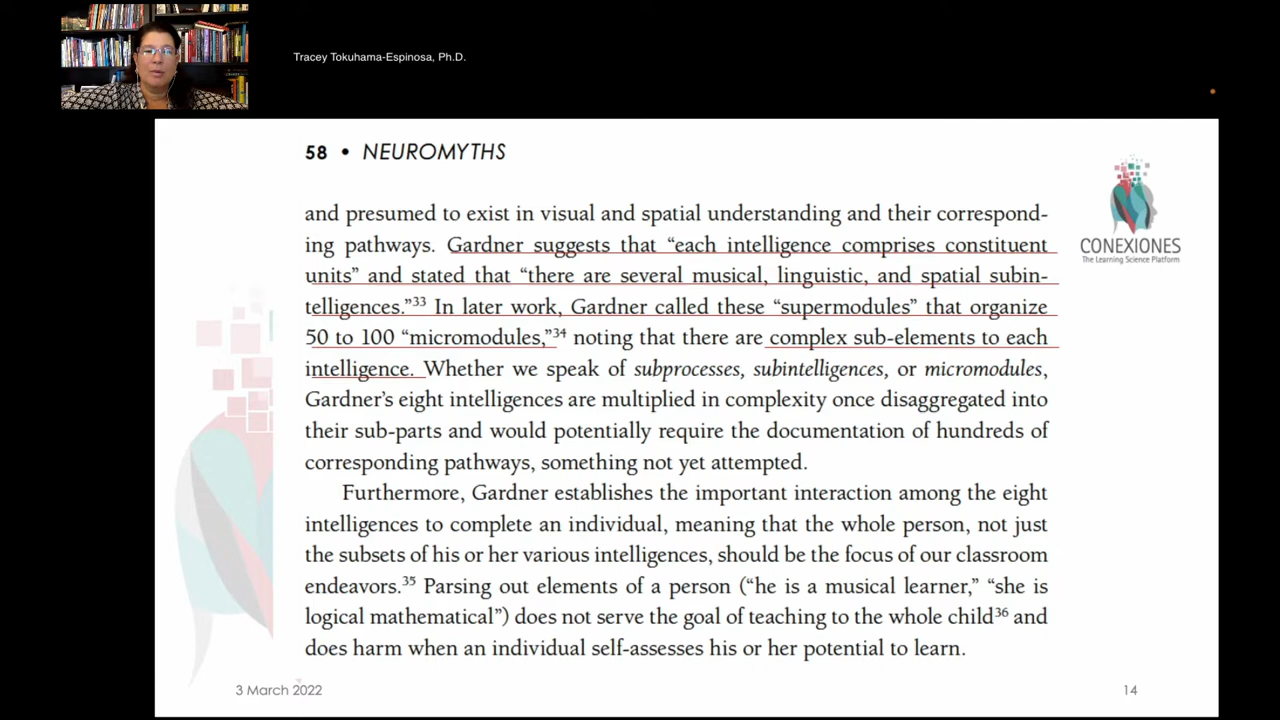 Tracey Tokuhama-Espinosa, Ph.D.
58 • NEUROMYTHS
and presumed to exist in visual and spatial understanding and their correspond-
ing pathways. Gardner suggests that “each intelligence comprises constituent
units” and stated that “there are several musical, linguistic, and spatial subin-
telligences.”33 In later work, Gardner called these “supermodules” that organize
50 to 100 “micromodules,”34 noting that there are complex sub-elements to each
intelligence. Whether we speak of subprocesses, subintelligences, or micromodules,
Gardner’s eight intelligences are multiplied in complexity once disaggregated into
their sub-parts and would potentially require the documentation of hundreds of
corresponding pathways, something not yet attempted.
Furthermore, Gardner establishes the important interaction among the eight
intelligences to complete an individual, meaning that the whole person, not just
the subsets of his or her various intelligences, should be the focus of our classroom
endeavors.35 Parsing out elements of a person (“he is a musical learner,” “she is
logical mathematical”) does not serve the goal of teaching to the whole child36 and
does harm when an individual self-assesses his or her potential to learn.
CONEXIONES
The Learning Science Platform
3 March 2022
14